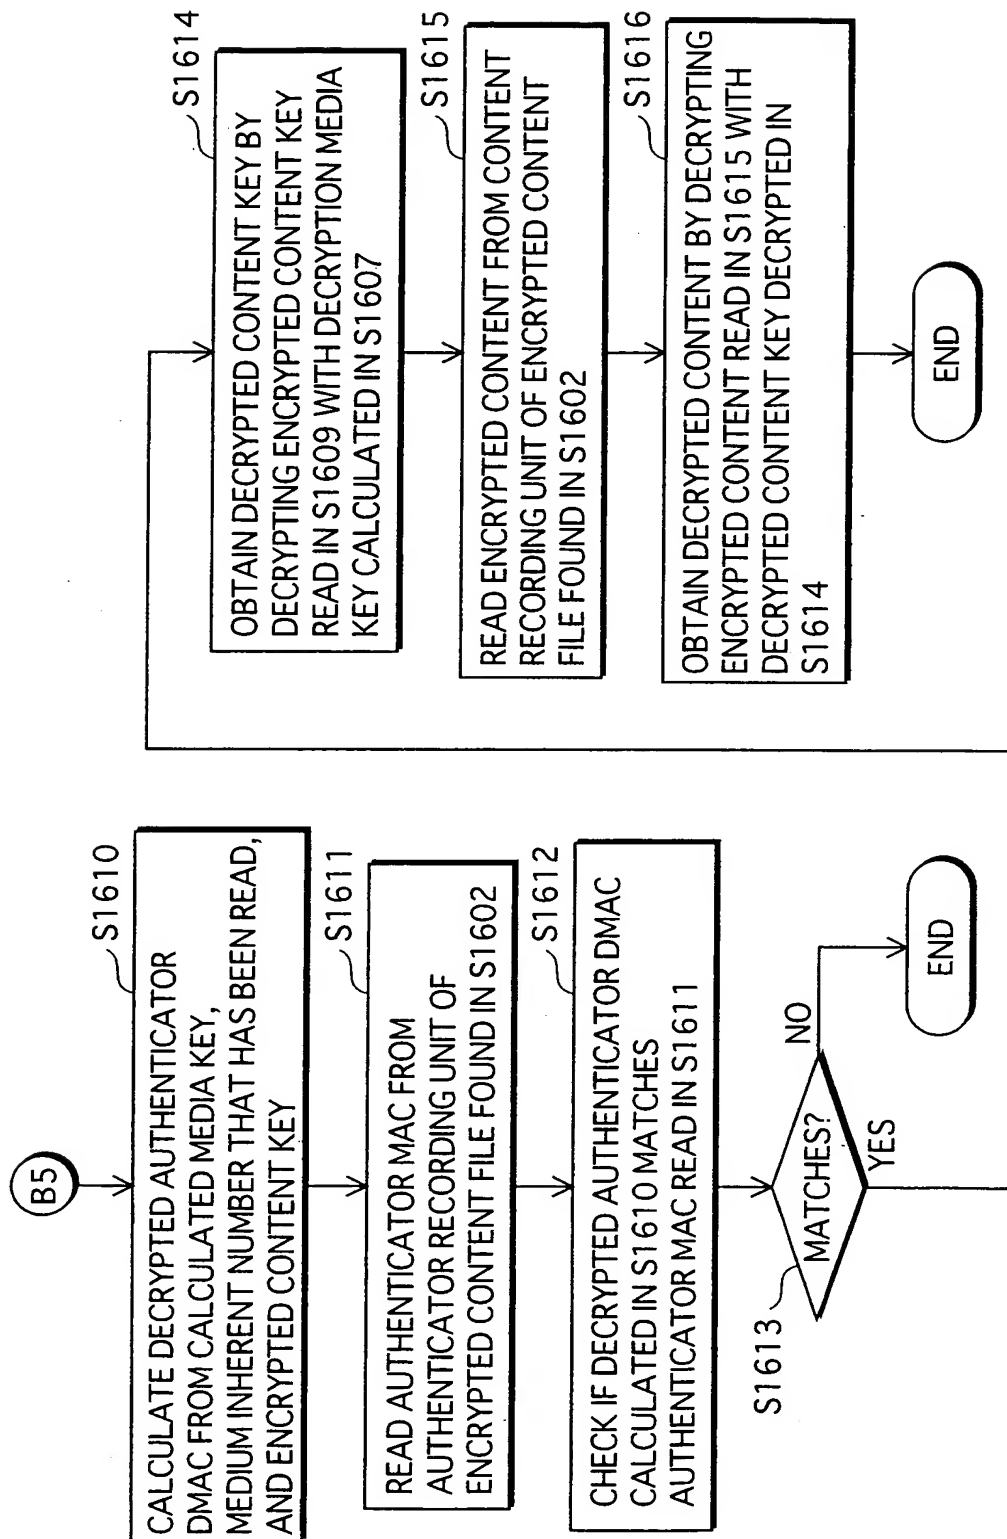 B5
S1610
CALCULATE DECRYPTED AUTHENTICATOR
DMAC FROM CALCULATED MEDIA KEY,
MEDIUM INHERENT NUMBER THAT HAS BEEN READ,
AND ENCRYPTED CONTENT KEY
S1611
READ AUTHENTICATOR MAC FROM
AUTHENTICATOR RECORDING UNIT OF
ENCRYPTED CONTENT FILE FOUND IN S1602
S1612
CHECK IF DECRYPTED AUTHENTICATOR DMAC
CALCULATED IN S1610 MATCHES
AUTHENTICATOR MAC READ IN S1611
S1613
MATCHES?
NO
YES
END
S1614
OBTAIN DECRYPTED CONTENT KEY BY
DECRYPTING ENCRYPTED CONTENT KEY
READ IN S1609 WITH DECRYPTION MEDIA
KEY CALCULATED IN S1607
S1615
READ ENCRYPTED CONTENT FROM CONTENT
RECORDING UNIT OF ENCRYPTED CONTENT
FILE FOUND IN S1602
S1616
OBTAIN DECRYPTED CONTENT BY DECRYPTING
ENCRYPTED CONTENT READ IN S1615 WITH
DECRYPTED CONTENT KEY DECRYPTED IN
S1614
END